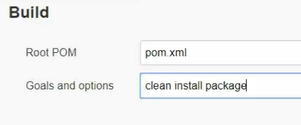 Build
Root POM pom.xml
Goals and options clean install package